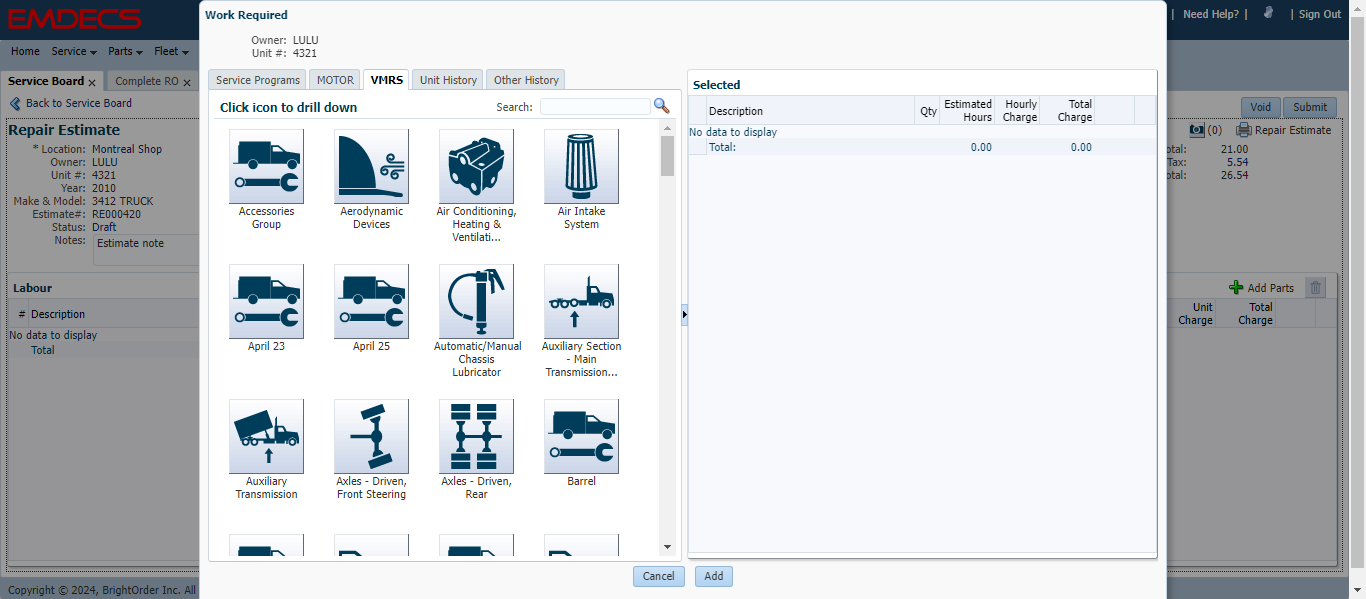 EMDECS
Need Help? |
| Sign Out
Home Service Parts Fleet
Service Board x
Complete RO x
Back to Service Board
Void
Submit
Repair Estimate
* Location: Montreal Shop
Owner: LULU
Unit #: 4321
Year: 2010
Make & Model: 3412 TRUCK
Estimate#: RE000420
Status: Draft
Notes: Estimate note
(0)
Repair Estimate
otal: 21.00
Tax: 5.54
otal: 26.54
Labour
# Description
No data to display
Total
Add Parts
Unit Charge
Total Charge
Copyright © 2024, BrightOrder Inc. All
Work Required
Owner: LULU
Unit #: 4321
Service Programs
MOTOR
VMRS
Unit History
Other History
Click icon to drill down
Search:
Accessories
Group
Aerodynamic
Devices
Air Conditioning,
Heating &
Ventilati...
Air Intake
System
April 23
April 25
Automatic/Manual
Chassis
Lubricator
Auxiliary Section
- Main
Transmission...
Auxiliary
Transmission
Axles - Driven,
Front Steering
Axles - Driven,
Rear
Barrel
Selected
Description
Qty
Estimated
Hours
Hourly
Charge
Total
Charge
No data to display
Total: 0.00 0.00
Cancel
Add